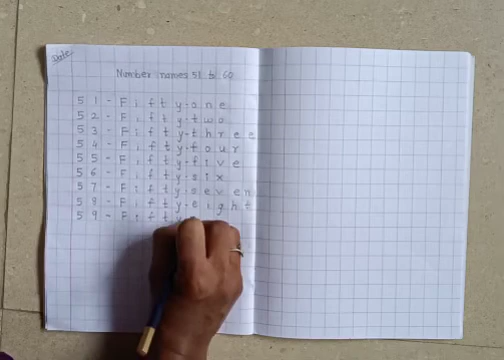 Date
Number names 51 to 60
51 - Fifty-one
52 - Fifty-two
53 - Fifty-three
54 - Fifty-four
55 - Fifty-five
56 - Fifty-six
57 - Fifty-seven
58 - Fifty-eight
59 - Fifty